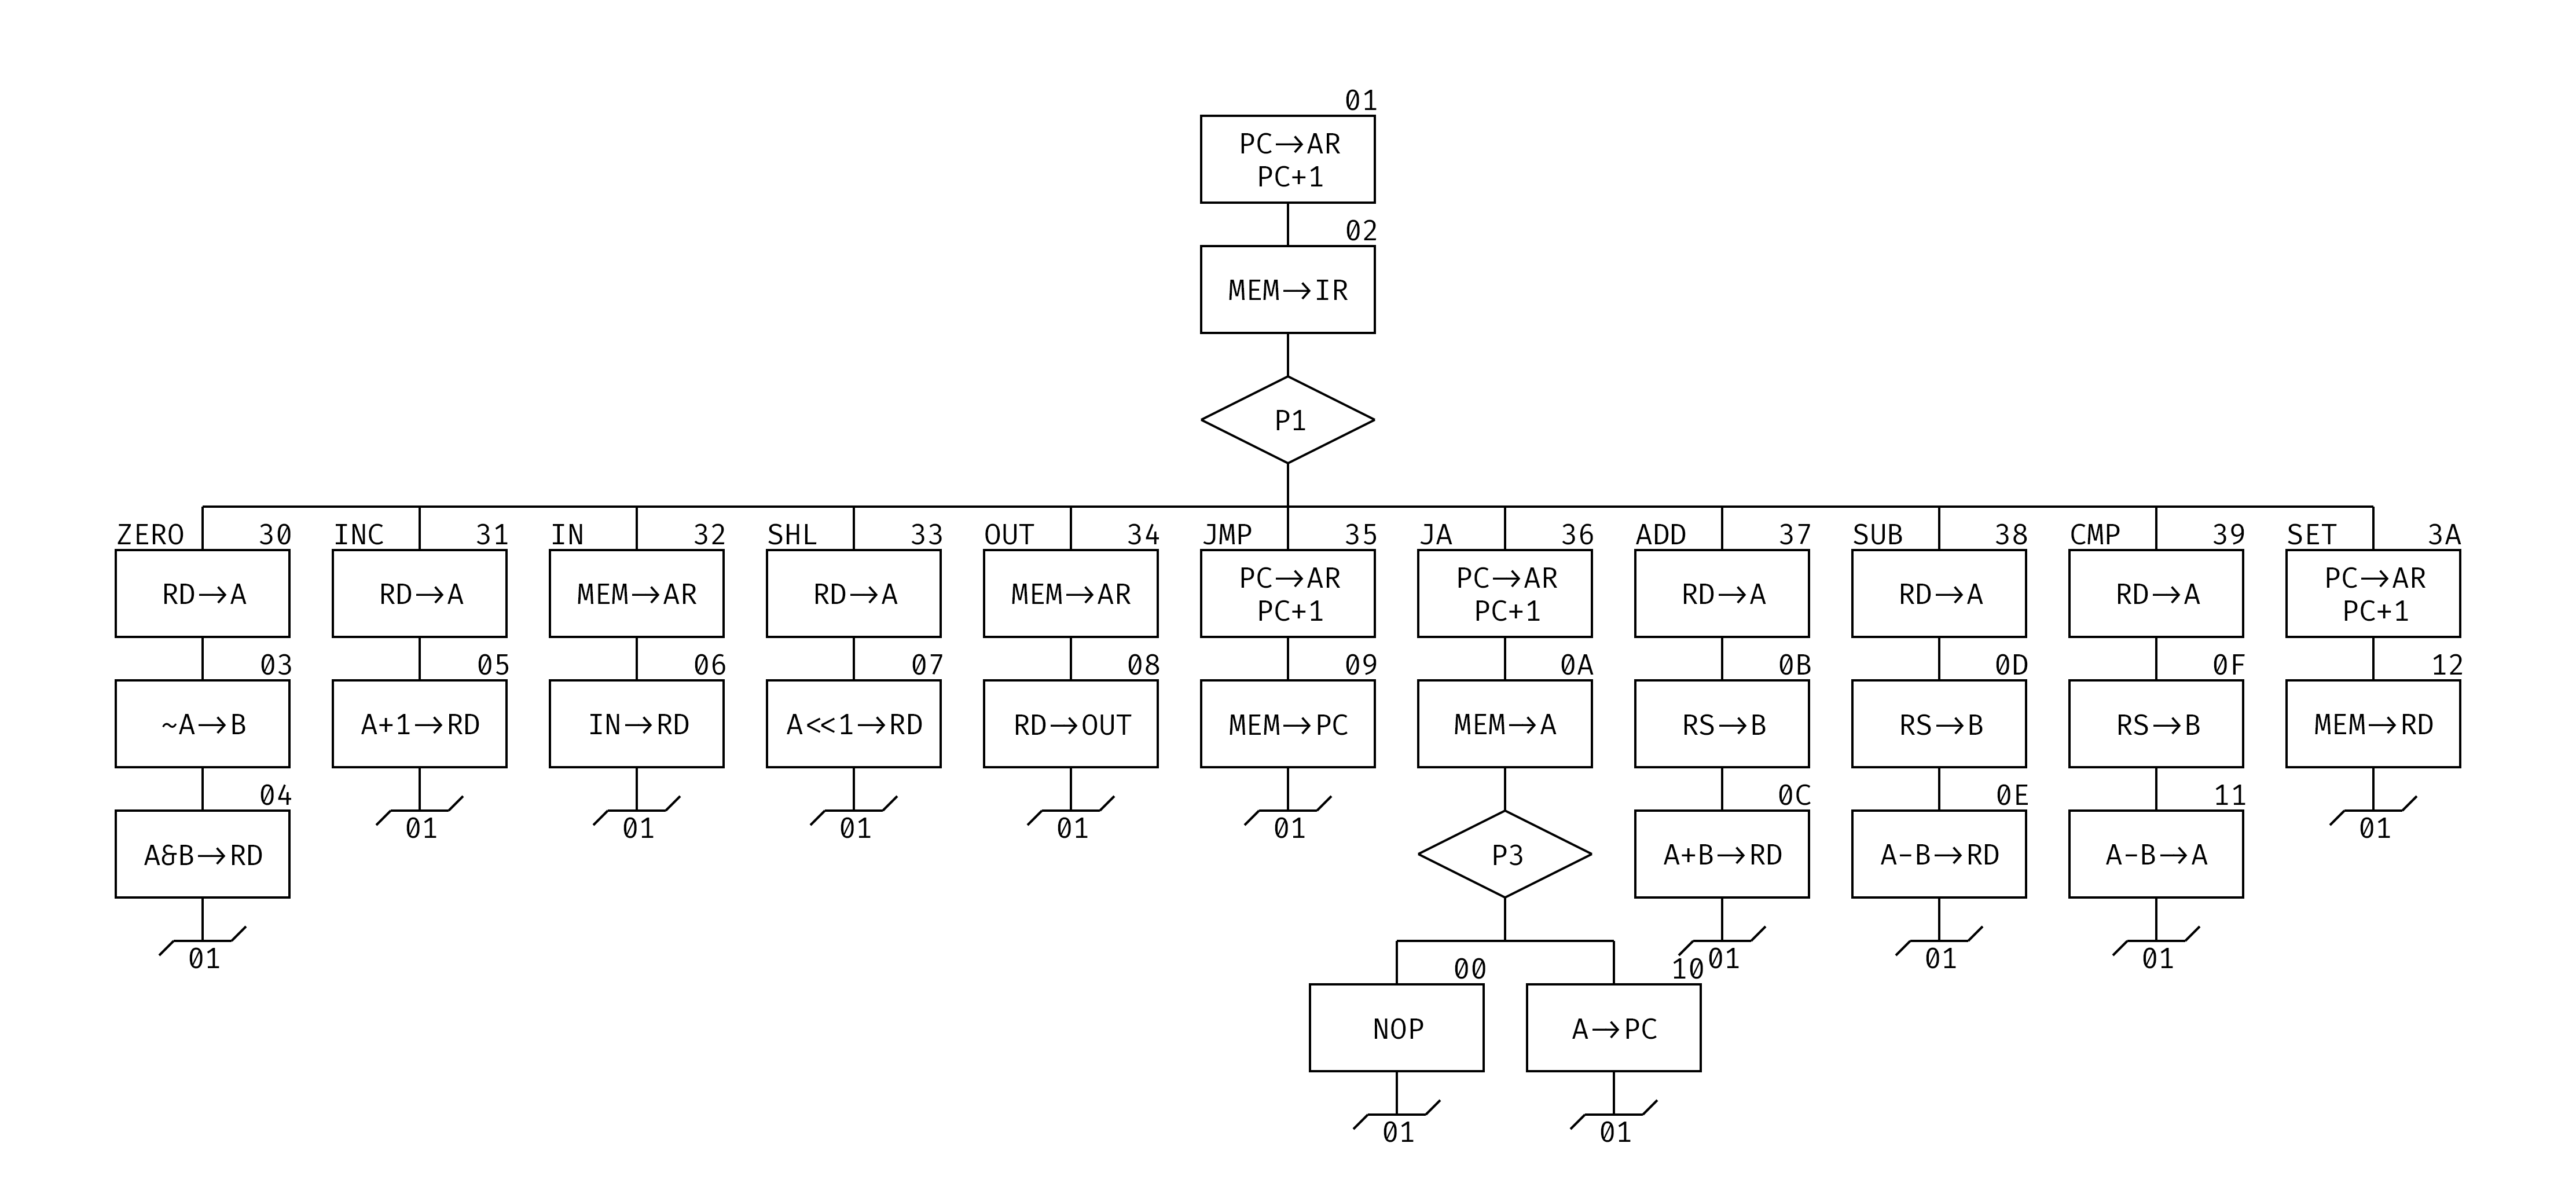 01
PC→AR
PC+1
02
MEM→IR
P1
ZERO 30 INC 31 IN 32 SHL 33 OUT 34 JMP 35 JA 36 ADD 37 SUB 38 CMP 39 SET 3A
RD→A RD→A MEM→AR RD→A MEM→AR PC→AR PC→AR RD→A RD→A RD→A PC→AR
PC+1 PC+1 PC+1
03 05 06 07 08 09 0A 0B 0D 0F 12
~A→B A+1→RD IN→RD A<<1→RD RD→OUT MEM→PC MEM→A RS→B RS→B RS→B MEM→RD
04 0C 0E 11
01 01 01 01 01 01
A&B→RD P3 A+B→RD A-B→RD A-B→A
01 01 01 01
00 10
NOP A→PC
01 01